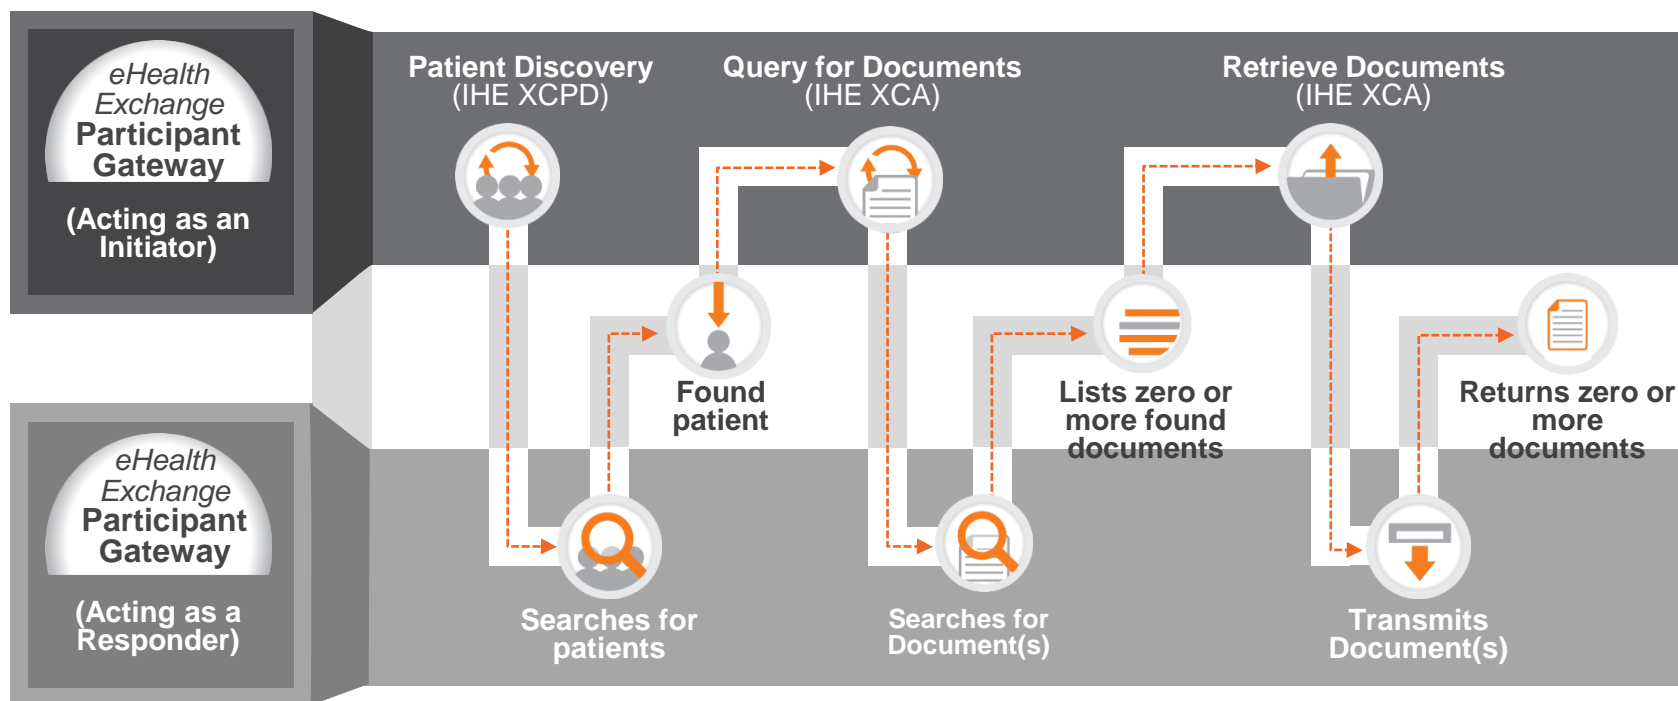 eHealth
Exchange
Participant
Gateway
(Acting as an
Initiator)
Patient Discovery
(IHE XCPD)
Query for Documents
(IHE XCA)
Retrieve Documents
(IHE XCA)
Found
patient
Lists zero or
more found
documents
Returns zero or
more
documents
eHealth
Exchange
Participant
Gateway
(Acting as a
Responder)
Searches for
patients
Searches for
Document(s)
Transmits
Document(s)